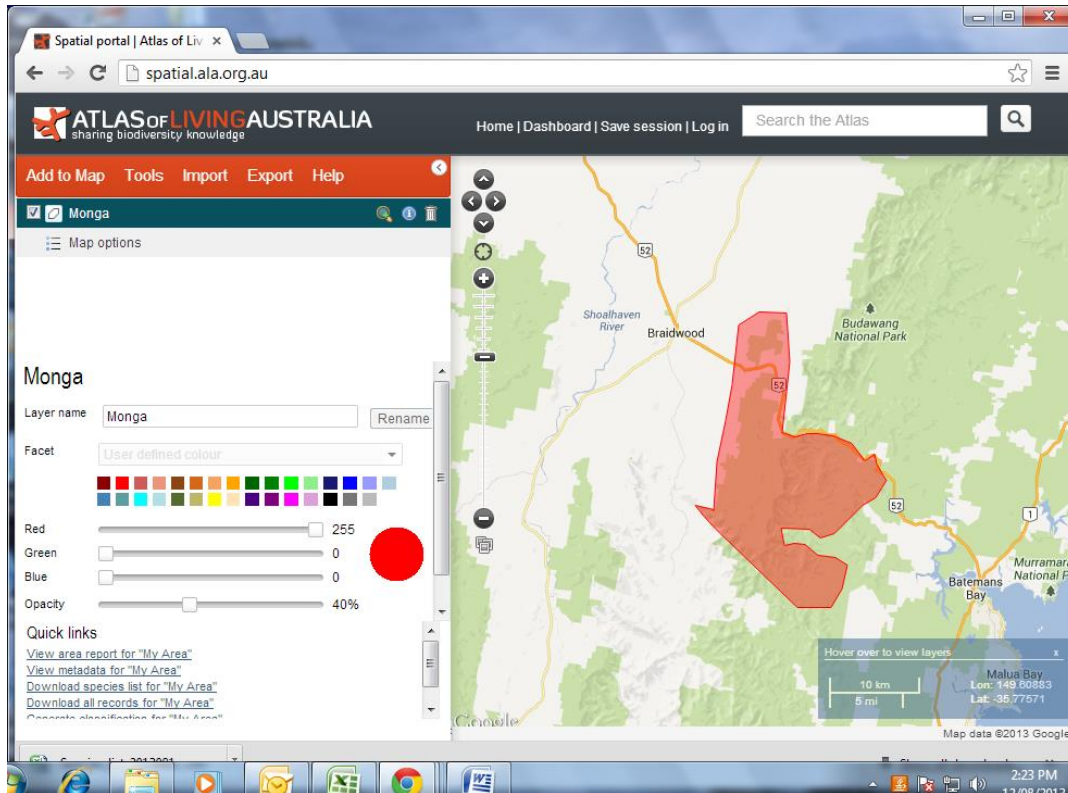 Spatial portal | Atlas of Liv
spatial.ala.org.au
ATLAS OF LIVING AUSTRALIA
sharing biodiversity knowledge
Home | Dashboard | Save session | Log in
Search the Atlas
Add to Map Tools Import Export Help
Monga
Map options
Monga
Layer name Monga Rename
Facet User defined colour
Red 255
Green 0
Blue 0
Opacity 40%
Quick links
View area report for "My Area"
View metadata for "My Area"
Download species list for "My Area"
Download all records for "My Area"
52
Shoalhaven
River
Braidwood
Budawang
National Park
52
52
1
Murramar
National P
Batemans
Bay
Hover over to view layers x
Malua Bay
10 km
5 mi
Lon: 149.60883
Lat: -35.77571
Google
Map data ©2013 Google
2:23 PM
12/08/2013